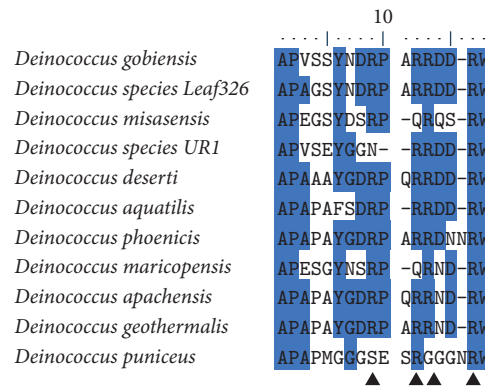 10
Deinococcus gobiensis APVSSYNDRP ARRDD-RW
Deinococcus species Leaf326 APAGSYNDRP ARRDD-RW
Deinococcus misasensis APEGSYDSRP -QRQS-RW
Deinococcus species UR1 APVSEYGGN- -RRDD-RW
Deinococcus deserti APAAAYGDRP QRRDD-RW
Deinococcus aquatilis APAPAFSDRP -RRDD-RW
Deinococcus phoenicis APAPAYGDRP ARRDNNRW
Deinococcus maricopensis APESGYNSRP -QRND-RW
Deinococcus apachensis APAPAYGDRP QRRND-RW
Deinococcus geothermalis APAPAYGDRP ARRND-RW
Deinococcus puniceus APAPMGGGSE SRGGGNRW